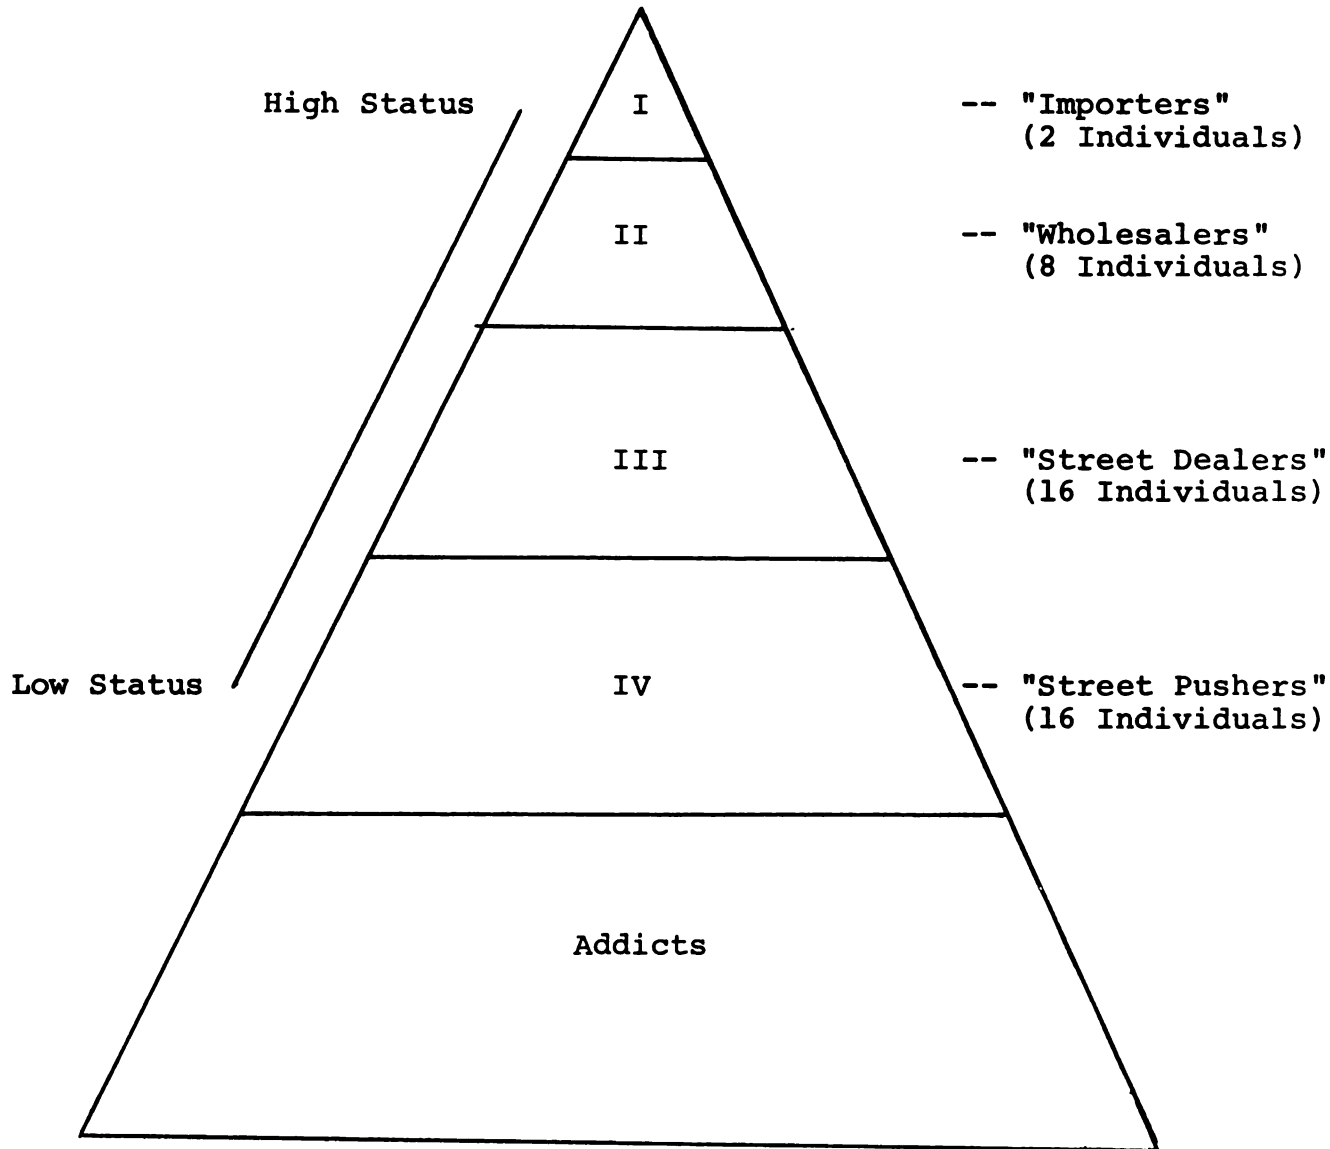 High Status
I
-- "Importers"
(2 Individuals)
II
-- "Wholesalers"
(8 Individuals)
III
-- "Street Dealers"
(16 Individuals)
Low Status
IV
-- "Street Pushers"
(16 Individuals)
Addicts